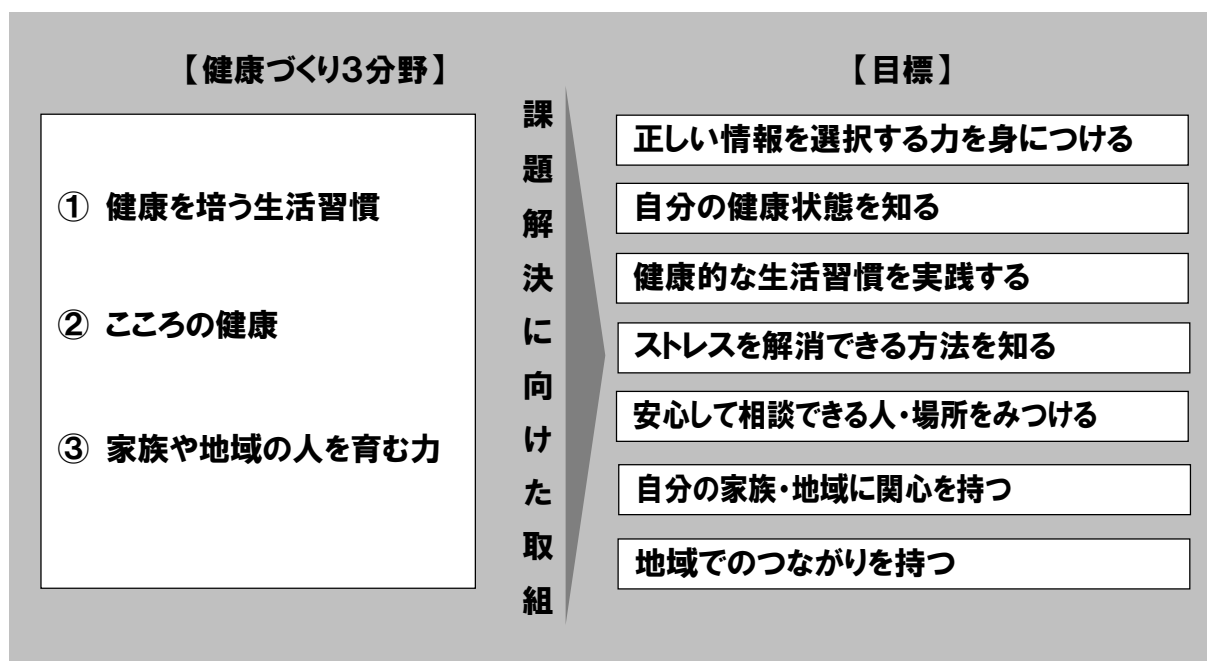 【健康づくり3分野】
① 健康を培う生活習慣
② こころの健康
③ 家族や地域の人を育む力
課題解決に向けた取組
【目標】
正しい情報を選択する力を身につける
自分の健康状態を知る
健康的な生活習慣を実践する
ストレスを解消できる方法を知る
安心して相談できる人・場所をみつける
自分の家族・地域に関心を持つ
地域でのつながりを持つ